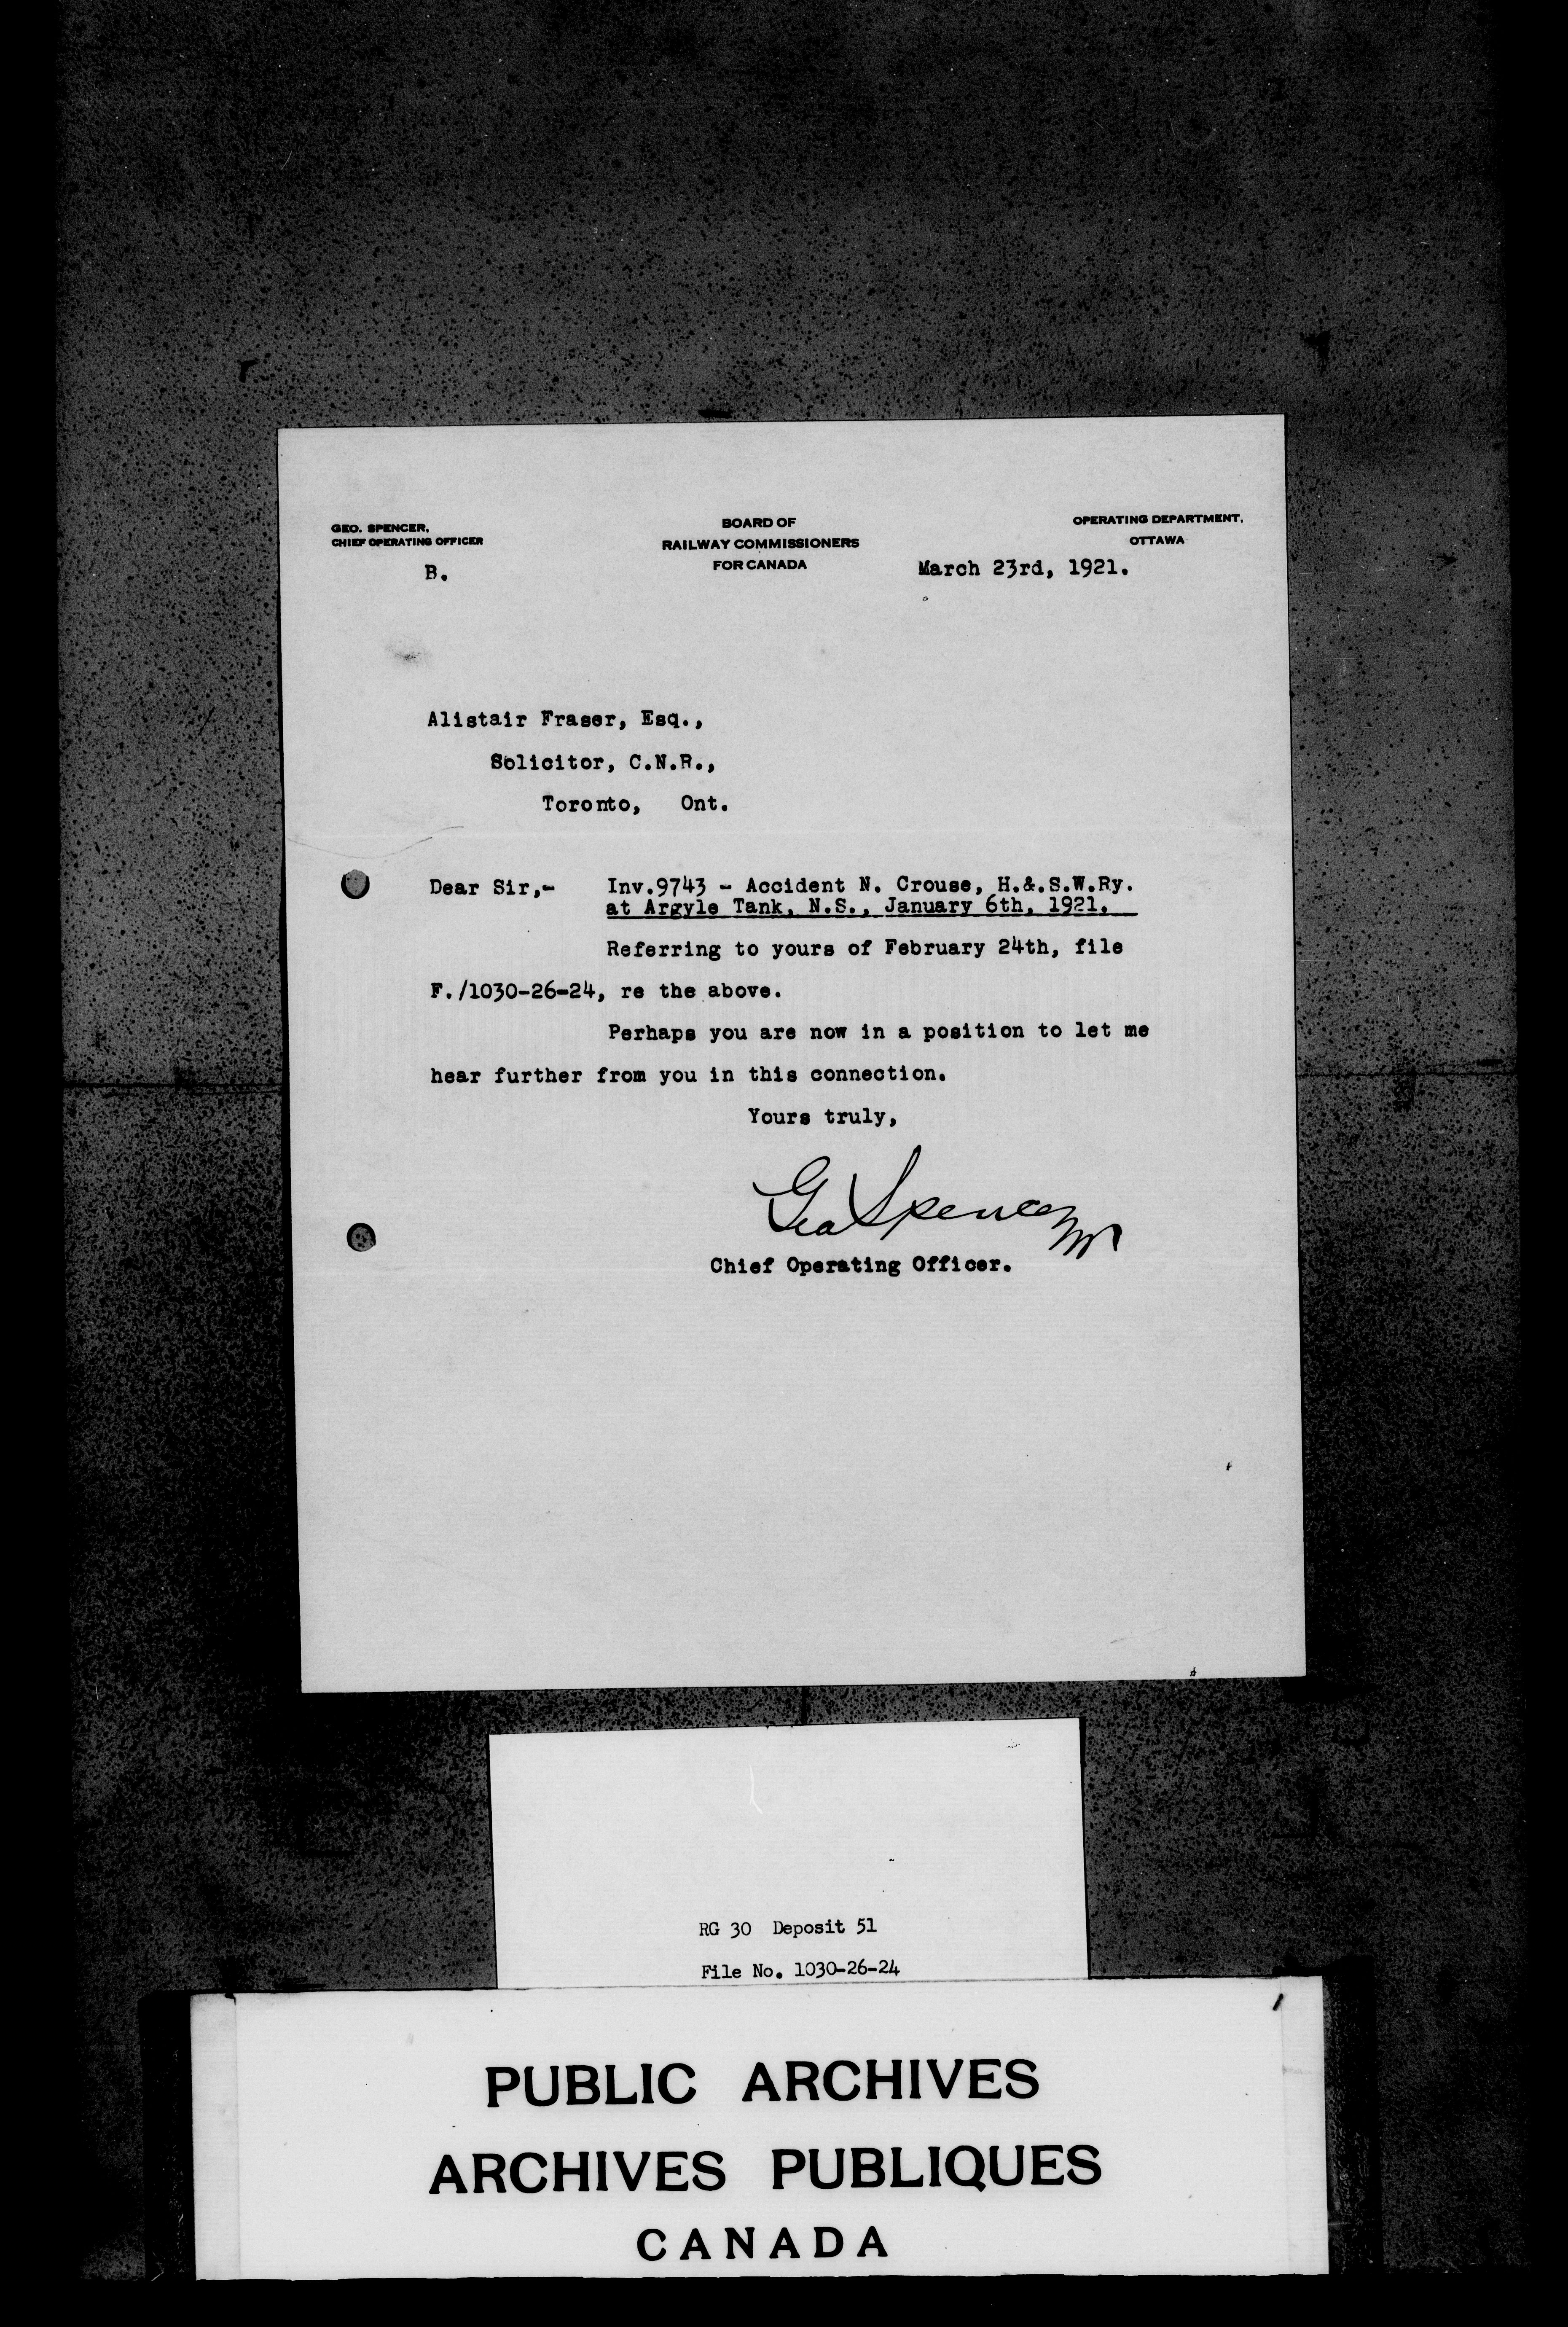 GEO. SPENCER,
CHIEF OPERATING OFFICER
B.
BOARD OF
RAILWAY COMMISSIONERS
FOR CANADA
OPERATING DEPARTMENT,
OTTAWA
March 23rd, 1921.
Alistair Fraser, Esq.,
Solicitor, C.N.R.,
Toronto, Ont.
Dear Sir,- Inv.9743 - Accident N. Crouse, H.&.S.W.Ry.
at Argyle Tank, N.S., January 6th, 1921.
Referring to yours of February 24th, file
F./1030-26-24, re the above.
Perhaps you are now in a position to let me
hear further from you in this connection.
Yours truly,
Geo Spencer
Chief Operating Officer.
RG 30 Deposit 51
File No. 1030-26-24
PUBLIC ARCHIVES
ARCHIVES PUBLIQUES
CANADA